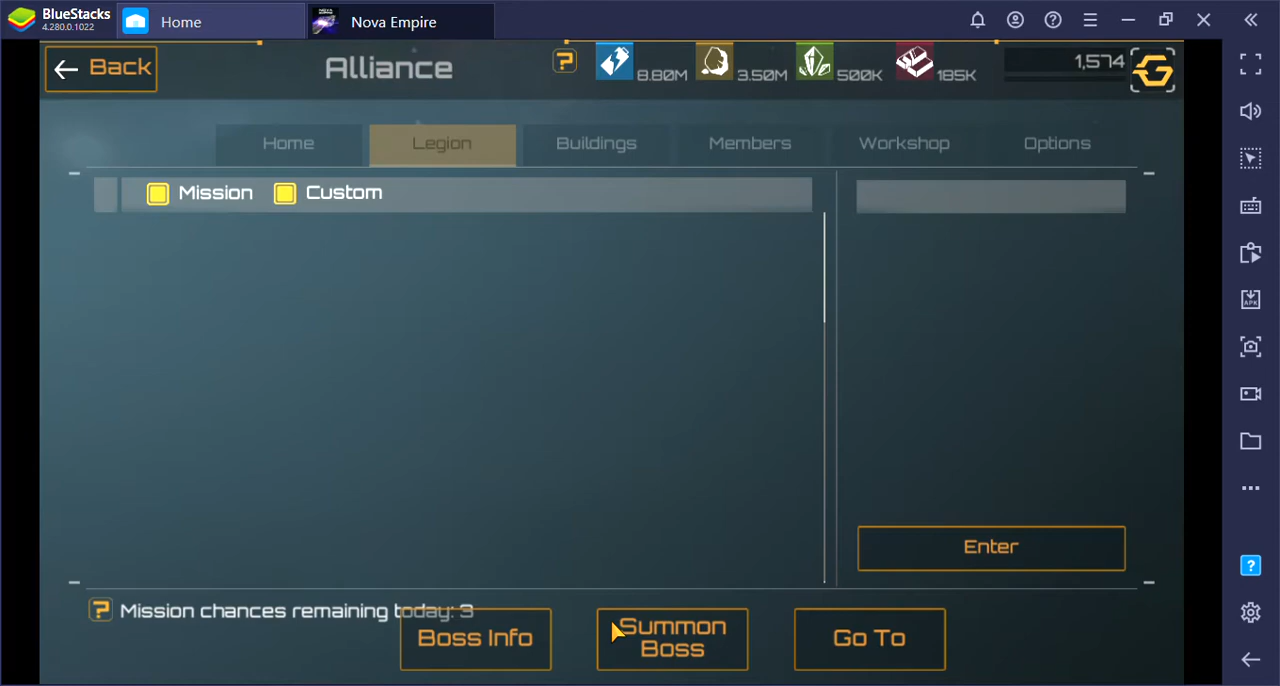 BlueStacks
4.280.0.1022
Home
Nova Empire
Back
Alliance
?
8.80M
3.50M
500K
185K
1,574
Home
Legion
Buildings
Members
Workshop
Options
Mission
Custom
Enter
? Mission chances remaining today: 3
Boss Info
Summon
Boss
Go To
APK
?